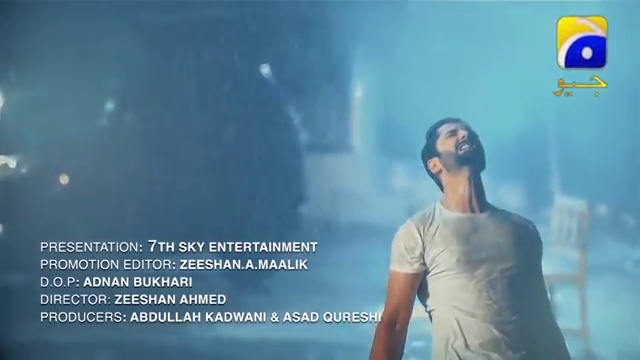 جیو
PRESENTATION: 7TH SKY ENTERTAINMENT
PROMOTION EDITOR: ZEESHAN.A.MAALIK
D.O.P: ADNAN BUKHARI
DIRECTOR: ZEESHAN AHMED
PRODUCERS: ABDULLAH KADWANI & ASAD QURESHI